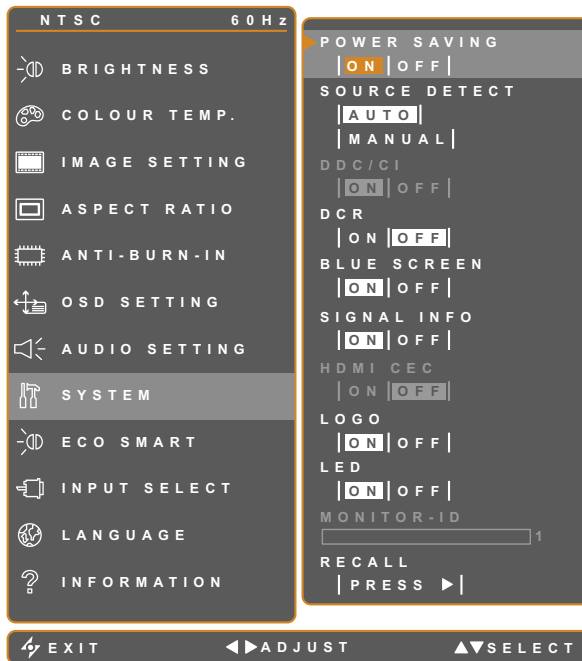 NTSC 60Hz
BRIGHTNESS
COLOUR TEMP.
IMAGE SETTING
ASPECT RATIO
ANTI-BURN-IN
OSD SETTING
AUDIO SETTING
SYSTEM
ECO SMART
INPUT SELECT
LANGUAGE
INFORMATION
POWER SAVING
ON OFF
SOURCE DETECT
AUTO
MANUAL
DDC/CI
ON OFF
DCR
ON OFF
BLUE SCREEN
ON OFF
SIGNAL INFO
ON OFF
HDMI CEC
ON OFF
LOGO
ON OFF
LED
ON OFF
MONITOR-ID
1
RECALL
PRESS ▶
EXIT ◀▶ADJUST ▲▼SELECT